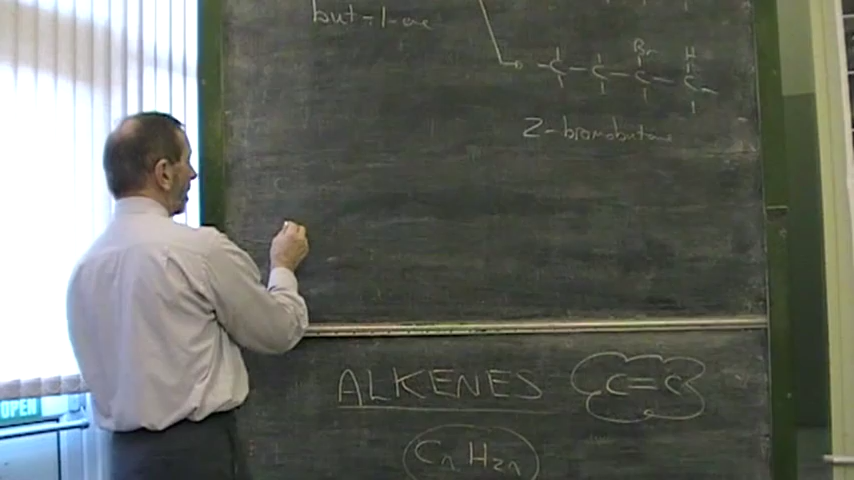 but-1-ene
Br H
C C C C
2-bromobutane
C
ALKENES C=C
CnH2n
OPEN